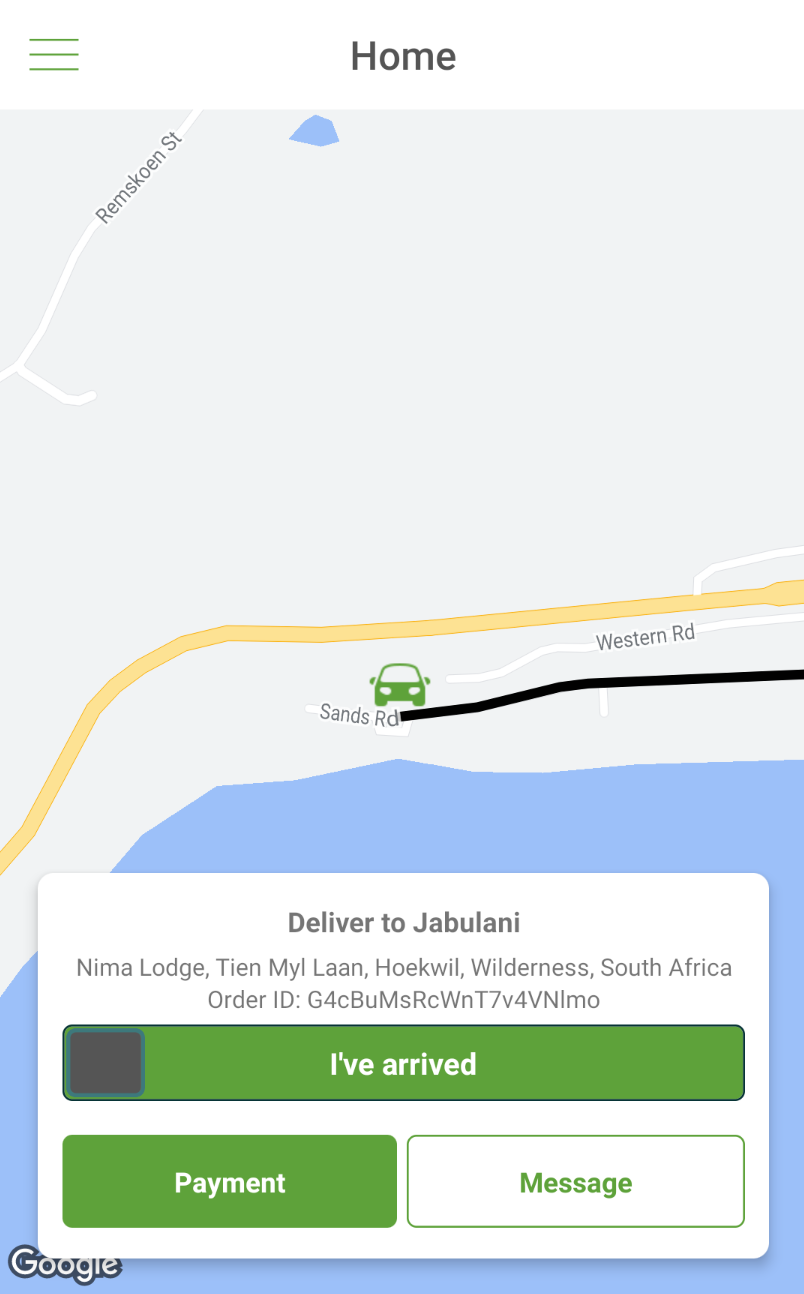 Home
Remskoen St
Western Rd
Sands Rd
Deliver to Jabulani
Nima Lodge, Tien Myl Laan, Hoekwil, Wilderness, South Africa
Order ID: G4cBuMsRcWnT7v4VNlmo
I've arrived
Payment
Message
Google